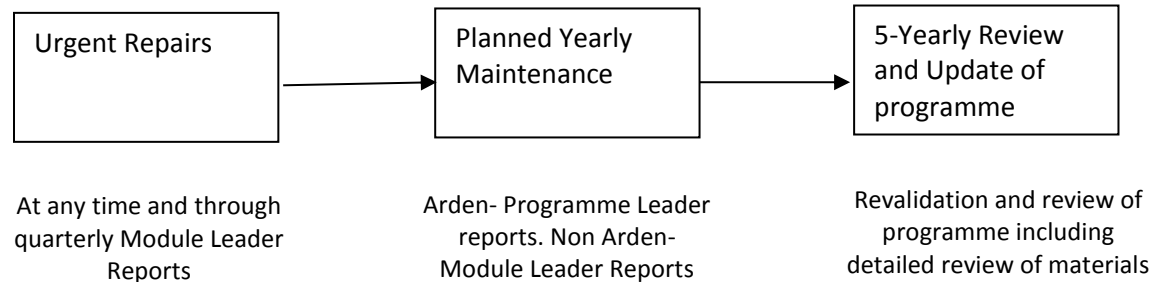 Urgent Repairs
Planned Yearly
Maintenance
5-Yearly Review
and Update of
programme
At any time and through
quarterly Module Leader
Reports
Arden- Programme Leader
reports. Non Arden-
Module Leader Reports
Revalidation and review of
programme including
detailed review of materials